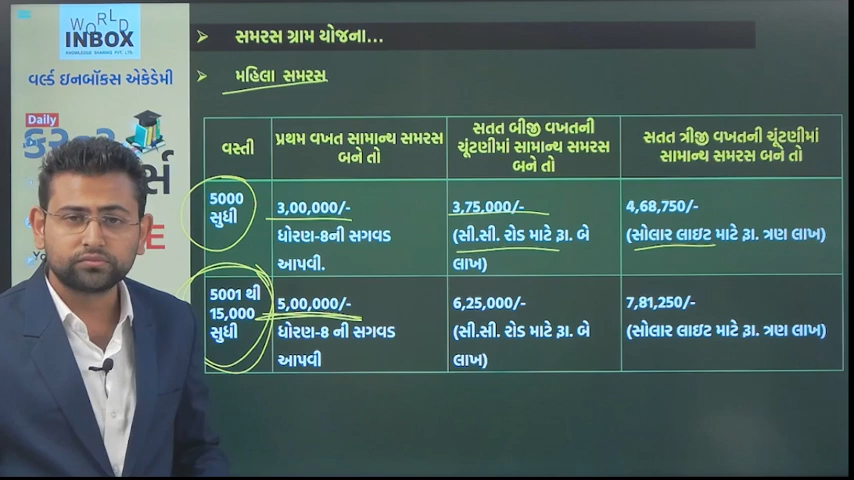 WORLD
INBOX
KNOWLEDGE SHARING PVT. LTD.
વર્લ્ડ ઇનબૉક્સ એકેડેમી
Daily
➢ સમરસ ગ્રામ યોજના...
➢ મહિલા સમરસ
વસ્તી
પ્રથમ વખત સામાન્ય સમરસ
બને તો
સતત બીજી વખતની
ચૂંટણીમાં સામાન્ય સમરસ
બને તો
સતત ત્રીજી વખતની ચૂંટણીમાં
સામાન્ય સમરસ બને તો
5000
સુધી
3,00,000/-
ધોરણ-8ની સગવડ
આપવી.
3,75,000/-
(સી.સી. રોડ માટે રૂા. બે
લાખ)
4,68,750/-
(સોલાર લાઇટ માટે રૂા. ત્રણ લાખ)
5001 થી
15,000
સુધી
5,00,000/-
ધોરણ-8 ની સગવડ
આપવી
6,25,000/-
(સી.સી. રોડ માટે રૂા. બે
લાખ)
7,81,250/-
(સોલાર લાઇટ માટે રૂા. ત્રણ લાખ)